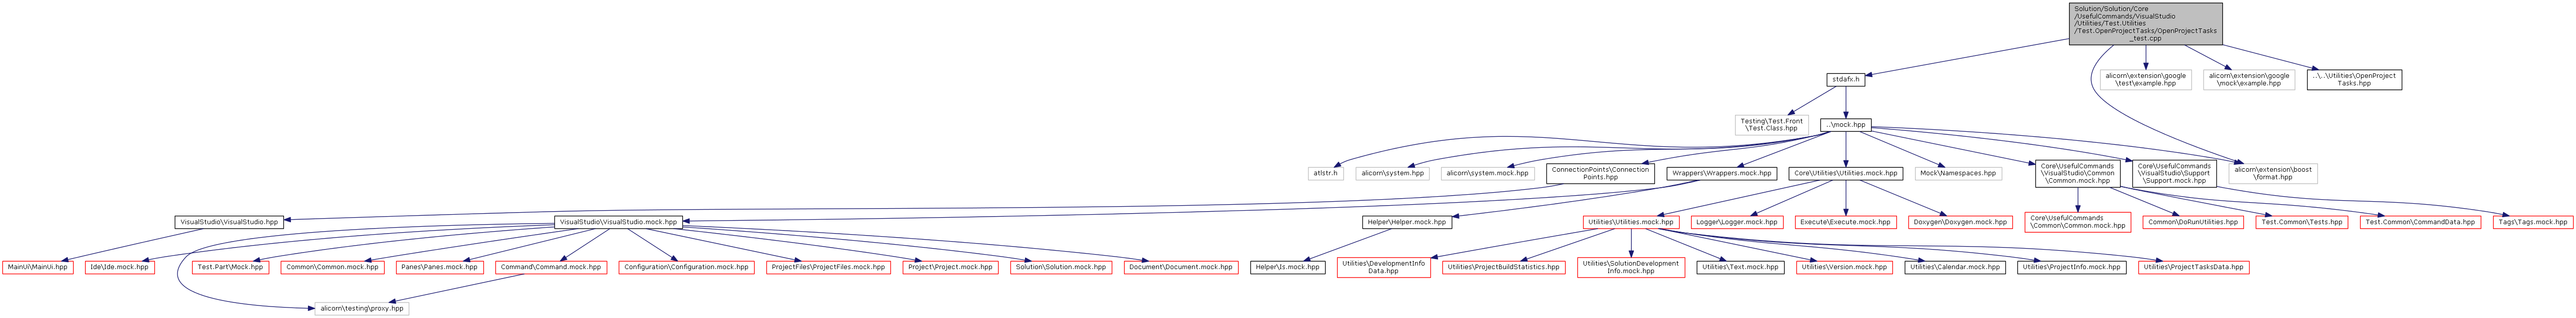 Solution/Solution/Core
/UsefulCommands/VisualStudio
/Utilities/Test.Utilities
/Test.OpenProjectTasks/OpenProjectTasks
_test.cpp
stdafx.h
alicorn\extension\google
\test\example.hpp
alicorn\extension\google
\mock\example.hpp
..\..\Utilities\OpenProject
Tasks.hpp
Testing\Test.Front
\Test.Class.hpp
..\mock.hpp
atlstr.h
alicorn\system.hpp
alicorn\system.mock.hpp
ConnectionPoints\Connection
Points.hpp
Wrappers\Wrappers.mock.hpp
Core\Utilities\Utilities.mock.hpp
Mock\Namespaces.hpp
Core\UsefulCommands
\VisualStudio\Common
\Common.mock.hpp
Core\UsefulCommands
\VisualStudio\Support
\Support.mock.hpp
alicorn\extension\boost
\format.hpp
VisualStudio\VisualStudio.hpp
VisualStudio\VisualStudio.mock.hpp
Helper\Helper.mock.hpp
Utilities\Utilities.mock.hpp
Logger\Logger.mock.hpp
Execute\Execute.mock.hpp
Doxygen\Doxygen.mock.hpp
Core\UsefulCommands
\Common\Common.mock.hpp
Common\DoRunUtilities.hpp
Test.Common\Tests.hpp
Test.Common\CommandData.hpp
Tags\Tags.mock.hpp
MainUi\MainUi.hpp
Ide\Ide.mock.hpp
Test.Part\Mock.hpp
Common\Common.mock.hpp
Panes\Panes.mock.hpp
Command\Command.mock.hpp
Configuration\Configuration.mock.hpp
ProjectFiles\ProjectFiles.mock.hpp
Project\Project.mock.hpp
Solution\Solution.mock.hpp
Document\Document.mock.hpp
Helper\Is.mock.hpp
Utilities\DevelopmentInfo
Data.hpp
Utilities\ProjectBuildStatistics.hpp
Utilities\SolutionDevelopment
Info.mock.hpp
Utilities\Text.mock.hpp
Utilities\Version.mock.hpp
Utilities\Calendar.mock.hpp
Utilities\ProjectInfo.mock.hpp
Utilities\ProjectTasksData.hpp
alicorn\testing\proxy.hpp